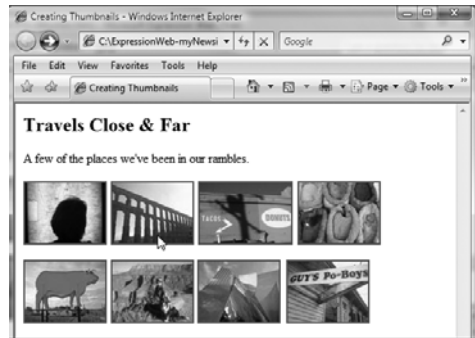 Creating Thumbnails - Windows Internet Explorer
C:\ExpressionWeb-myNewsi
Google
File Edit View Favorites Tools Help
Creating Thumbnails
Page
Tools
Travels Close & Far
A few of the places we've been in our rambles.
TACOS
DONUTS
GUY'S Po-Boys